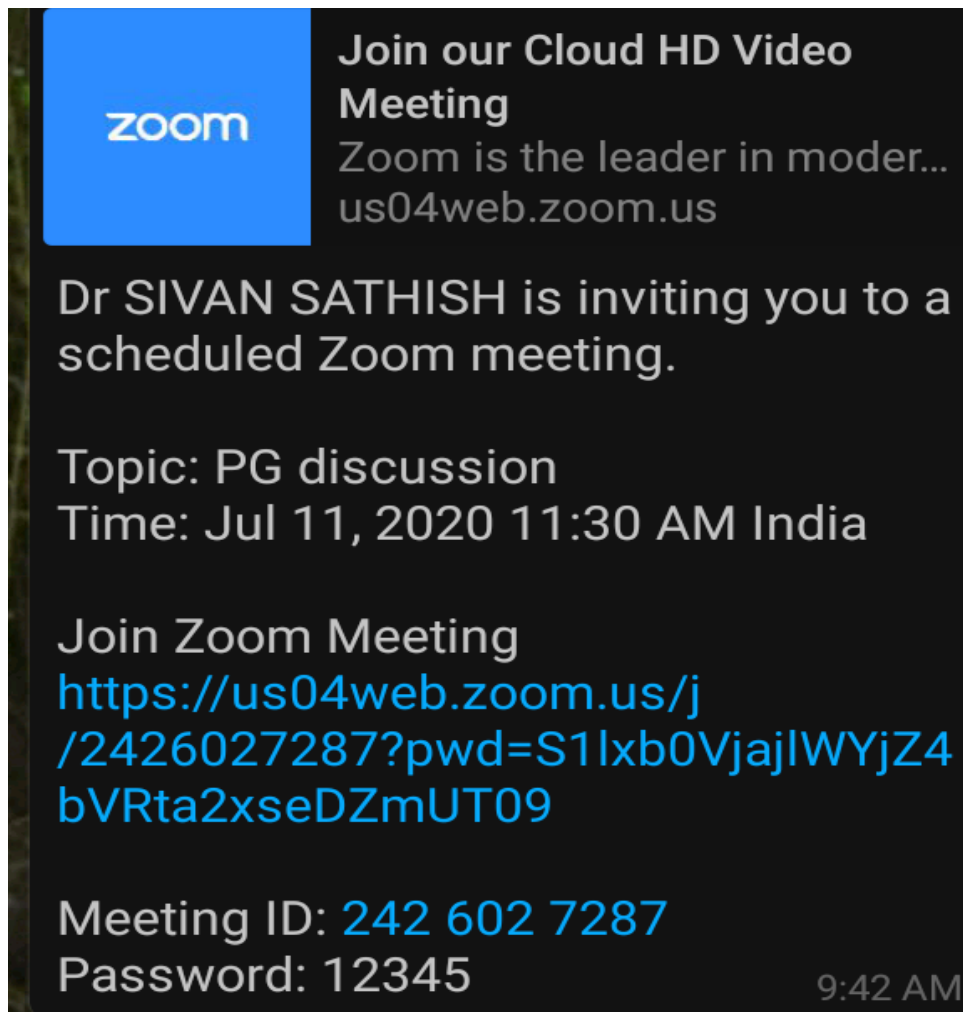 zoom
Join our Cloud HD Video
Meeting
Zoom is the leader in moder...
us04web.zoom.us
Dr SIVAN SATHISH is inviting you to a
scheduled Zoom meeting.
Topic: PG discussion
Time: Jul 11, 2020 11:30 AM India
Join Zoom Meeting
https://us04web.zoom.us/j
/2426027287?pwd=S1lxb0VjajlWYjZ4
bVRta2xseDZmUT09
Meeting ID: 242 602 7287
Password: 12345
9:42 AM